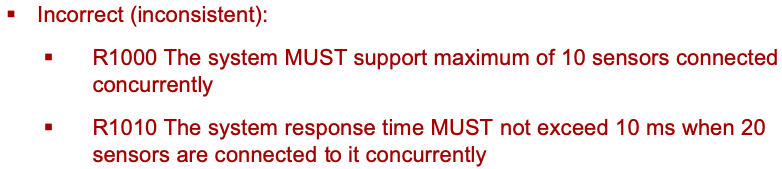 ▪ Incorrect (inconsistent):
▪ R1000 The system MUST support maximum of 10 sensors connected
concurrently
▪ R1010 The system response time MUST not exceed 10 ms when 20
sensors are connected to it concurrently